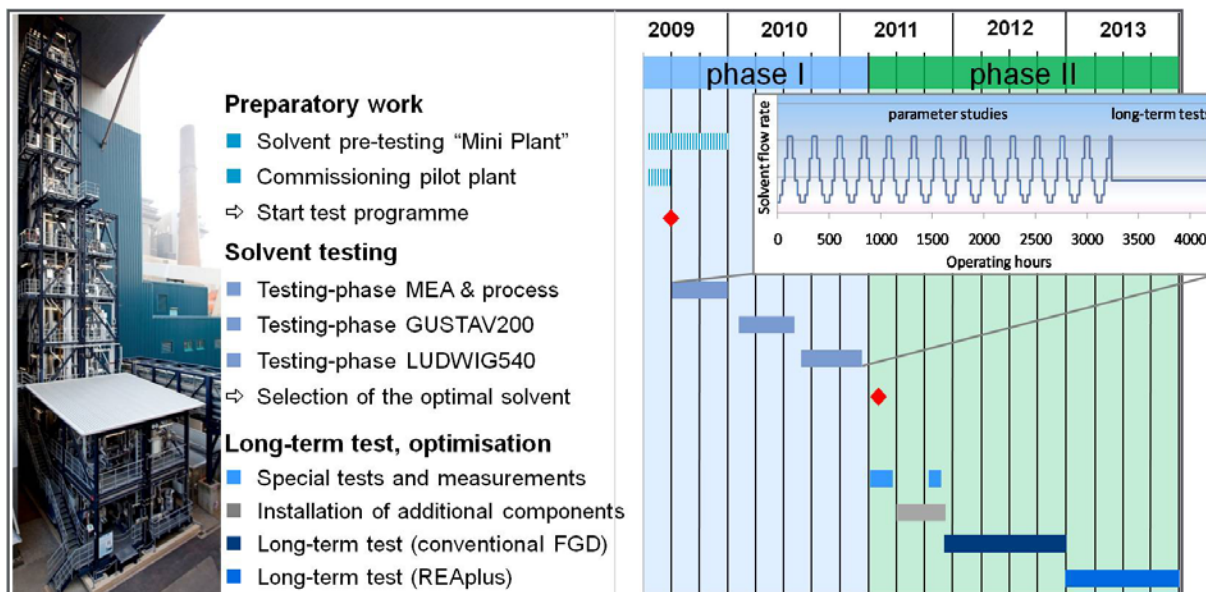 2009 2010 2011 2012 2013
phase I phase II
Preparatory work
Solvent pre-testing “Mini Plant”
Commissioning pilot plant
⇨ Start test programme
Solvent testing
Testing-phase MEA & process
Testing-phase GUSTAV200
Testing-phase LUDWIG540
⇨ Selection of the optimal solvent
Long-term test, optimisation
Special tests and measurements
Installation of additional components
Long-term test (conventional FGD)
Long-term test (REAplus)
Solvent flow rate
parameter studies long-term tests
0 500 1000 1500 2000 2500 3000 3500 4000
Operating hours